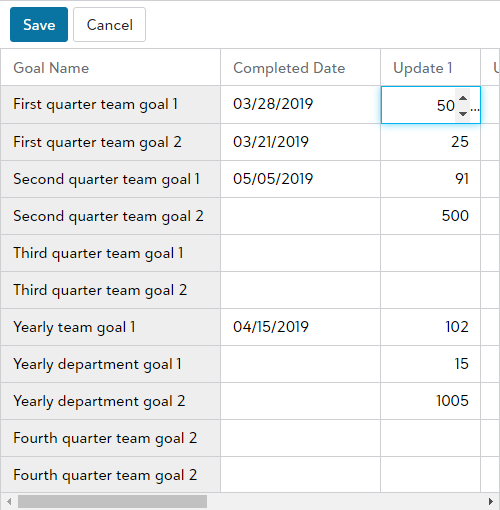 Save Cancel
Goal Name Completed Date Update 1
First quarter team goal 1 03/28/2019 50 ...
First quarter team goal 2 03/21/2019 25
Second quarter team goal 1 05/05/2019 91
Second quarter team goal 2 500
Third quarter team goal 1
Third quarter team goal 2
Yearly team goal 1 04/15/2019 102
Yearly department goal 1 15
Yearly department goal 2 1005
Fourth quarter team goal 2
Fourth quarter team goal 2